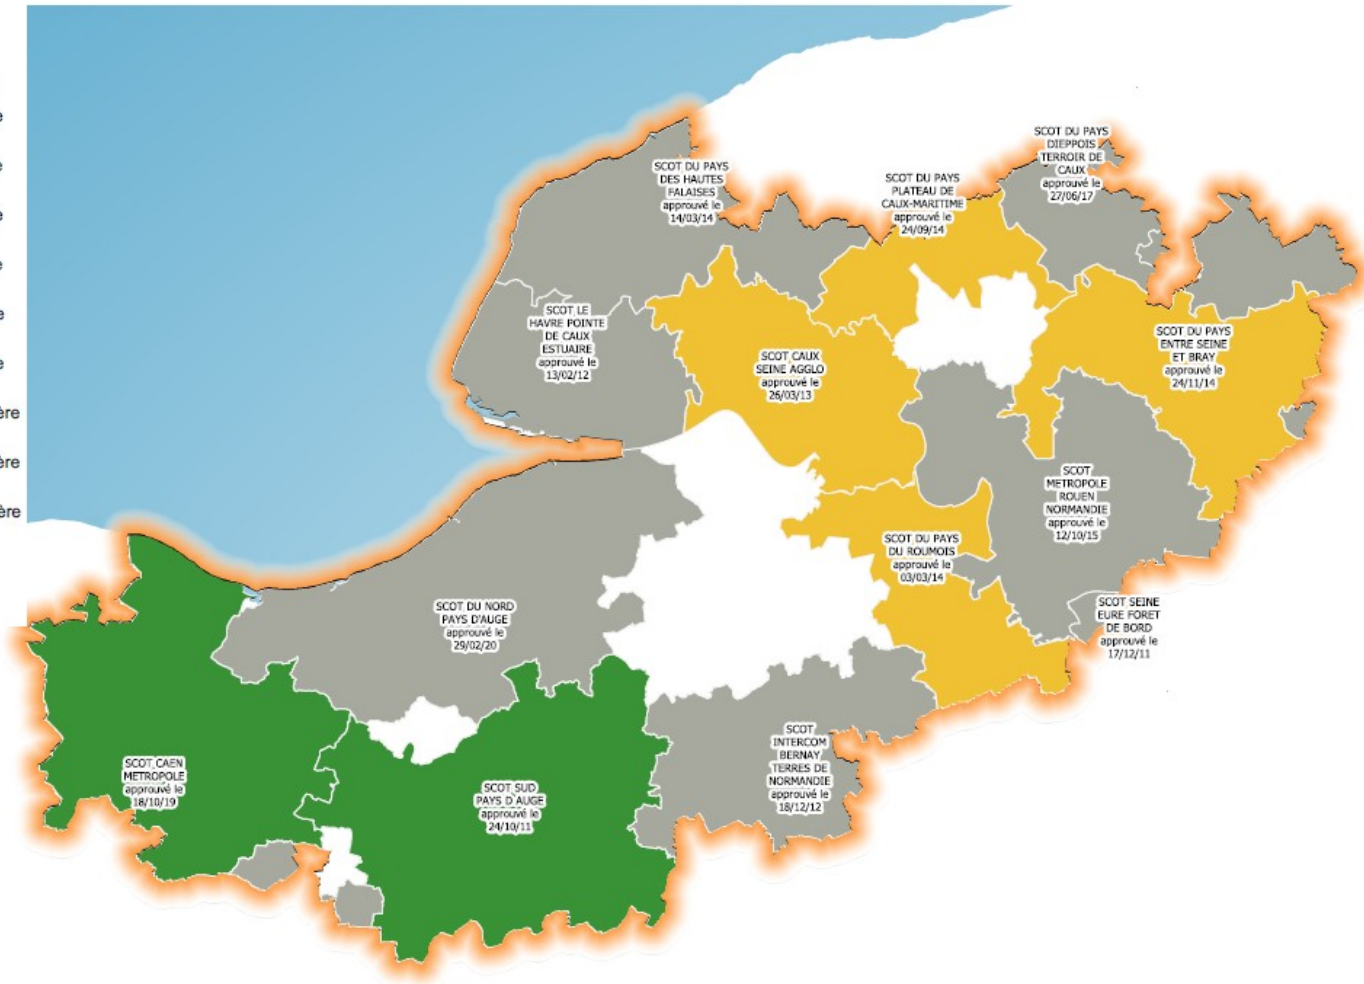 e
e
e
e
e
e
ère
ère
ère
SCOT DU PAYS
DES HAUTES
FALAISES
approuvé le
14/03/14
SCOT DU PAYS
PLATEAU DE
CAUX-MARITIME
approuvé le
24/09/14
SCOT DU PAYS
DIEPPOIS
TERROIR DE
CAUX
approuvé le
27/06/17
SCOT LE
HAVRE POINTE
DE CAUX
ESTUAIRE
approuvé le
13/02/12
SCOT CAUX
SEINE AGGLO
approuvé le
26/03/13
SCOT DU PAYS
ENTRE SEINE
ET BRAY
approuvé le
24/11/14
SCOT
METROPOLE
ROUEN
NORMANDIE
approuvé le
12/10/15
SCOT DU PAYS
DU ROUMOIS
approuvé le
03/03/14
SCOT DU NORD
PAYS D'AUGE
approuvé le
29/02/20
SCOT SEINE
EURE FORET
DE BORD
approuvé le
17/12/11
SCOT CAEN
METROPOLE
approuvé le
18/10/19
SCOT SUD
PAYS D'AUGE
approuvé le
24/10/11
SCOT
INTERCOM
BERNAY
TERRES DE
NORMANDIE
approuvé le
18/12/12